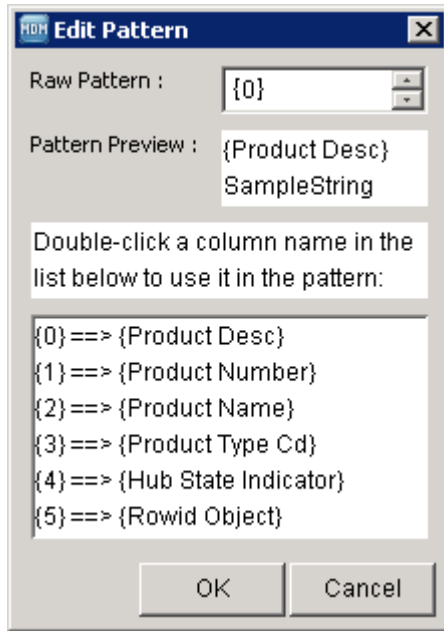 MDM Edit Pattern
Raw Pattern : {0}
Pattern Preview : {Product Desc}
SampleString
Double-click a column name in the
list below to use it in the pattern:
{0}==> {Product Desc}
{1}==> {Product Number}
{2}==> {Product Name}
{3}==> {Product Type Cd}
{4}==> {Hub State Indicator}
{5}==> {Rowid Object}
OK Cancel